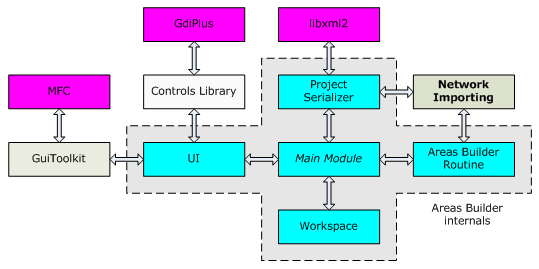 GdiPlus
libxml2
MFC
Controls Library
Project
Serializer
Network
Importing
GuiToolkit
UI
Main Module
Areas Builder
Routine
Workspace
Areas Builder
internals